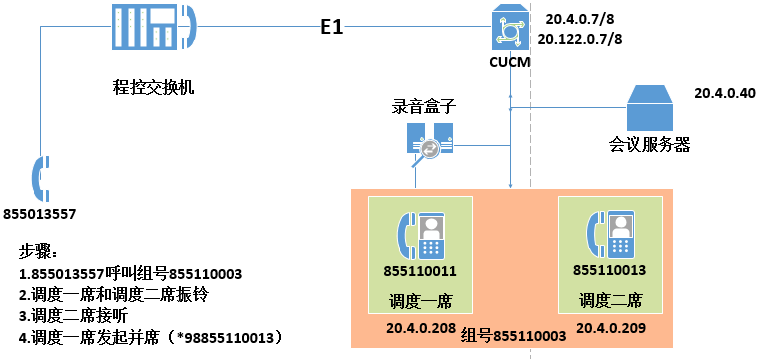 E1
20.4.0.7/8
20.122.0.7/8
CUCM
程控交换机
录音盒子
20.4.0.40
会议服务器
855013557
步骤：
1.855013557呼叫组号855110003
2.调度一席和调度二席振铃
3.调度二席接听
4.调度一席发起并席（*98855110013）
855110011
调度一席
20.4.0.208
855110013
调度二席
20.4.0.209
组号855110003